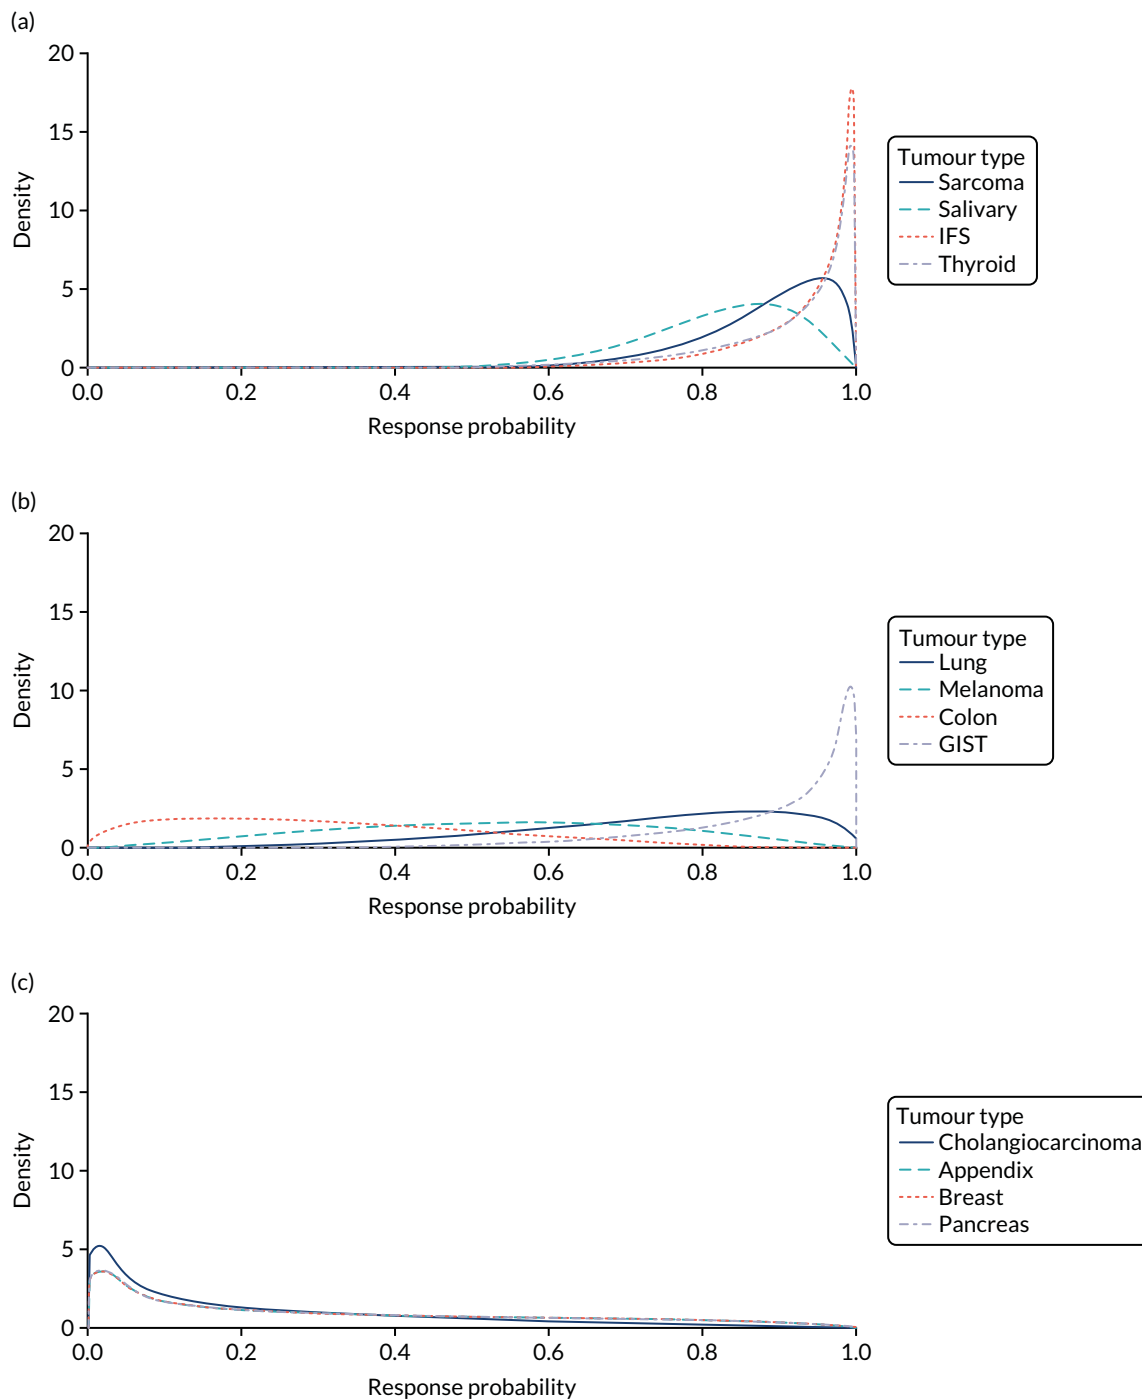 (a)
20
15
10
5
0
Density
0.0 0.2 0.4 0.6 0.8 1.0
Response probability
Tumour type
Sarcoma
Salivary
IFS
Thyroid
(b)
20
15
10
5
0
Density
0.0 0.2 0.4 0.6 0.8 1.0
Response probability
Tumour type
Lung
Melanoma
Colon
GIST
(c)
20
15
10
5
0
Density
0.0 0.2 0.4 0.6 0.8 1.0
Response probability
Tumour type
Cholangiocarcinoma
Appendix
Breast
Pancreas